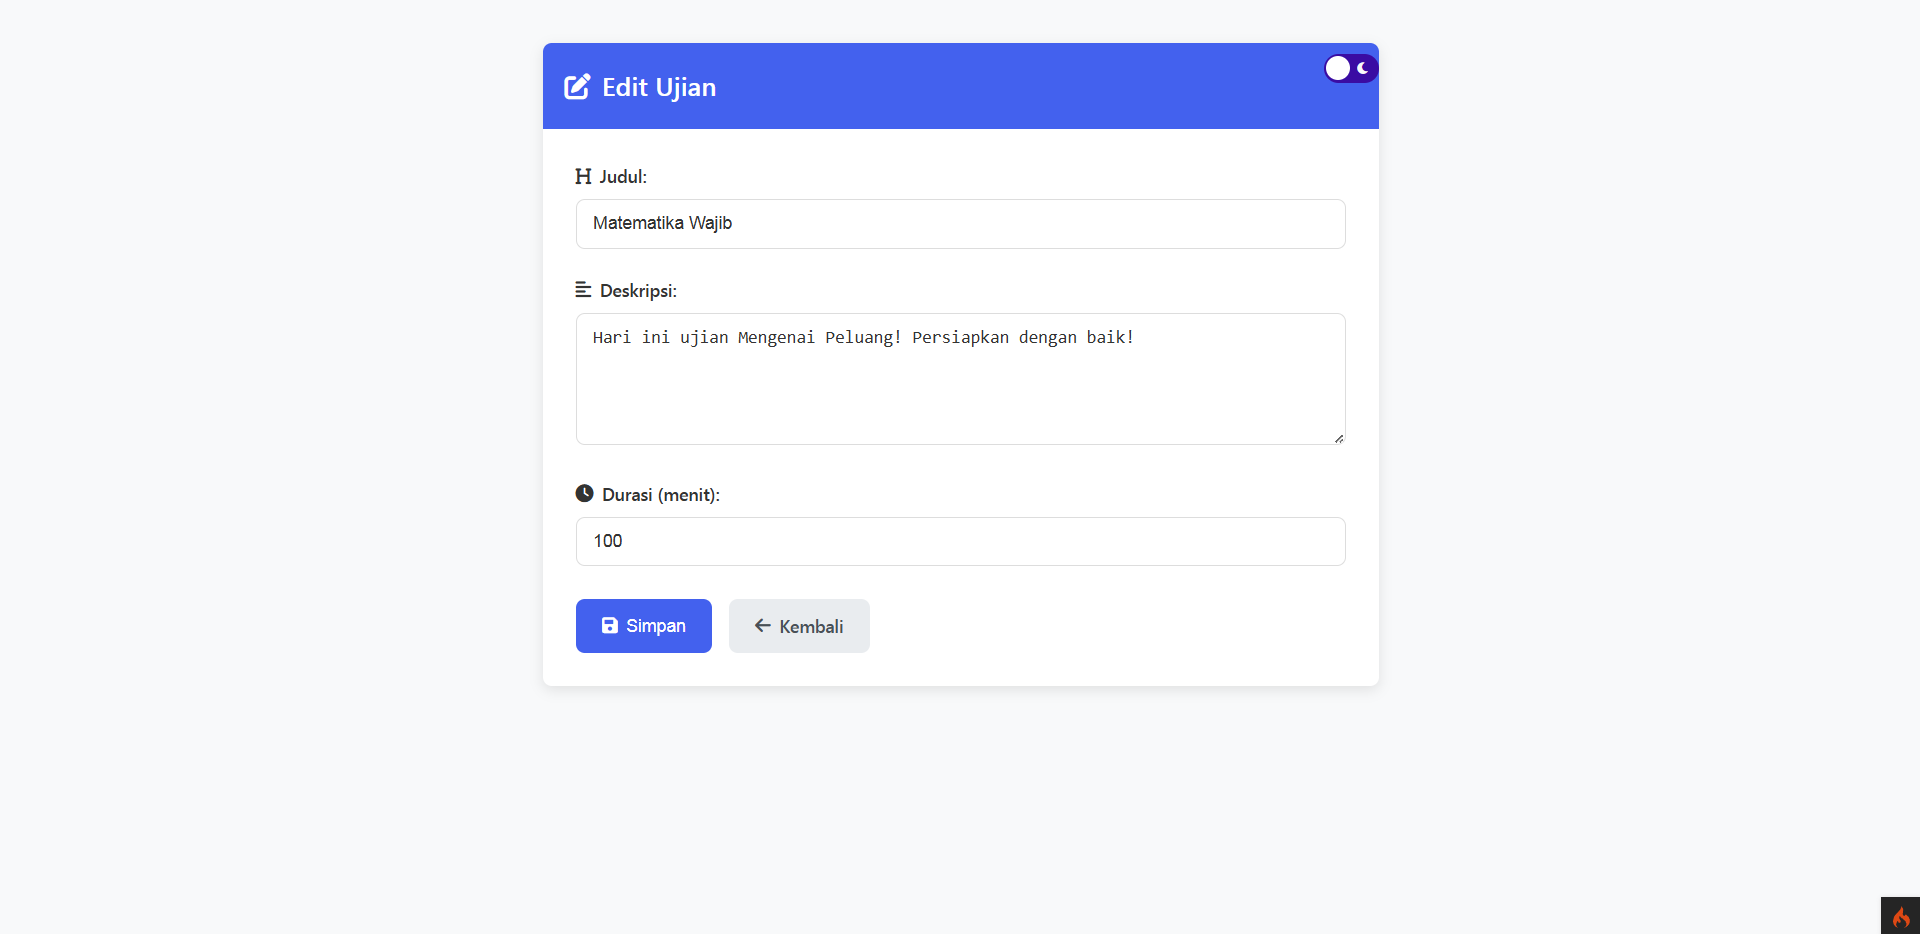 Edit Ujian
Judul:
Matematika Wajib
Deskripsi:
Hari ini ujian Mengenai Peluang! Persiapkan dengan baik!
Durasi (menit):
100
Simpan
Kembali